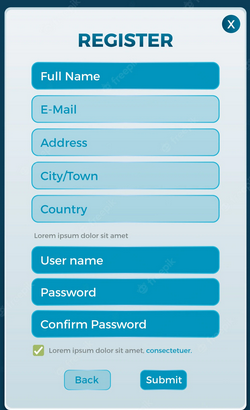 X
REGISTER
Full Name
E-Mail
Address
City/Town
Country
Lorem ipsum dolor sit amet
User name
Password
Confirm Password
Lorem ipsum dolor sit amet, consectetuer.
Back
Submit